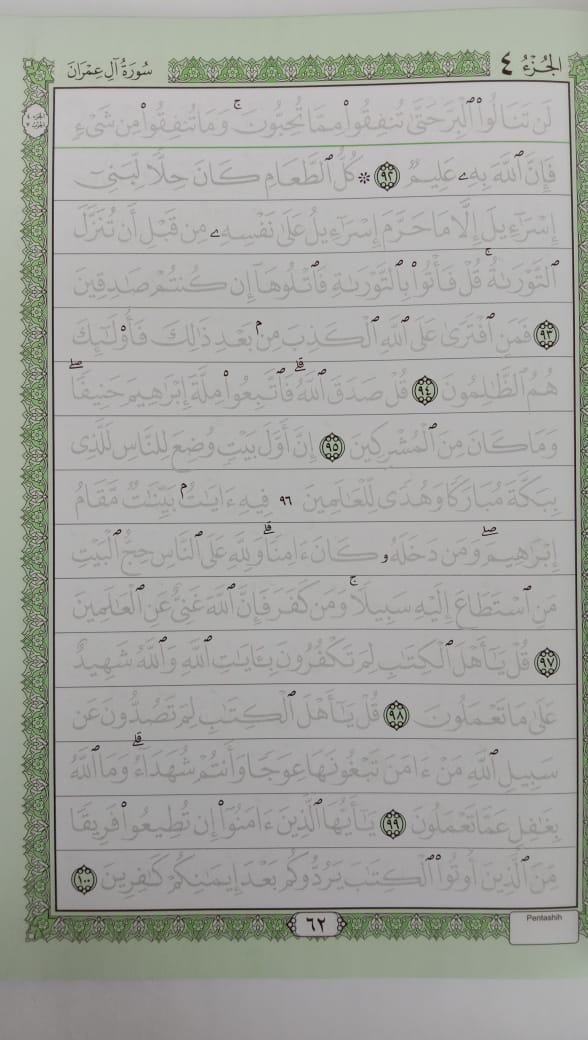 الجزء ٤
سورة آل عمران
لَن تَنَالُوا۟ ٱلْبِرَّ حَتَّىٰ تُنفِقُوا۟ مِمَّا تُحِبُّونَ ۚ وَمَا تُنفِقُوا۟ مِن شَىْءٍ
فَإِنَّ ٱللَّهَ بِهِۦ عَلِيمٌ ٩٢ * كُلُّ ٱلطَّعَامِ كَانَ حِلًّا لِّبَنِىٓ
إِسْرَٰٓءِيلَ إِلَّا مَا حَرَّمَ إِسْرَٰٓءِيلُ عَلَىٰ نَفْسِهِۦ مِن قَبْلِ أَن تُنَزَّلَ
ٱلتَّوْرَىٰةُ ۚ قُلْ فَأْتُوا۟ بِٱلتَّوْرَىٰةِ فَٱتْلُوهَآ إِن كُنتُمْ صَٰدِقِينَ
٩٣ فَمَنِ ٱفْتَرَىٰ عَلَى ٱللَّهِ ٱلْكَذِبَ مِنۢ بَعْدِ ذَٰلِكَ فَأُو۟لَٰٓئِكَ
هُمُ ٱلظَّٰلِمُونَ ٩٤ قُلْ صَدَقَ ٱللَّهُ ۗ فَٱتَّبِعُوا۟ مِلَّةَ إِبْرَٰهِيمَ حَنِيفًا ۖ
وَمَا كَانَ مِنَ ٱلْمُشْرِكِينَ ٩٥ إِنَّ أَوَّلَ بَيْتٍ وُضِعَ لِلنَّاسِ لَلَّذِى
بِبَكَّةَ مُبَارَكًا وَهُدًى لِّلْعَٰلَمِينَ ٩٦ فِيهِ ءَايَٰتٌۢ بَيِّنَٰتٌ مَّقَامُ
إِبْرَٰهِيمَ ۖ وَمَن دَخَلَهُۥ كَانَ ءَامِنًا ۗ وَلِلَّهِ عَلَى ٱلنَّاسِ حِجُّ ٱلْبَيْتِ
مَنِ ٱسْتَطَاعَ إِلَيْهِ سَبِيلًا ۚ وَمَن كَفَرَ فَإِنَّ ٱللَّهَ غَنِىٌّ عَنِ ٱلْعَٰلَمِينَ
٩٧ قُلْ يَٰٓأَهْلَ ٱلْكِتَٰبِ لِمَ تَكْفُرُونَ بِـَٔايَٰتِ ٱللَّهِ وَٱللَّهُ شَهِيدٌ
عَلَىٰ مَا تَعْمَلُونَ ٩٨ قُلْ يَٰٓأَهْلَ ٱلْكِتَٰبِ لِمَ تَصُدُّونَ عَن
سَبِيلِ ٱللَّهِ مَنْ ءَامَنَ تَبْغُونَهَا عِوَجًا وَأَنتُمْ شُهَدَآءُ ۗ وَمَا ٱللَّهُ
بِغَٰفِلٍ عَمَّا تَعْمَلُونَ ٩٩ يَٰٓأَيُّهَا ٱلَّذِينَ ءَامَنُوٓا۟ إِن تُطِيعُوا۟ فَرِيقًا
مِّنَ ٱلَّذِينَ أُوتُوا۟ ٱلْكِتَٰبَ يَرُدُّوكُم بَعْدَ إِيمَٰنِكُمْ كَٰفِرِينَ ١٠٠
٦٢
Pentashih